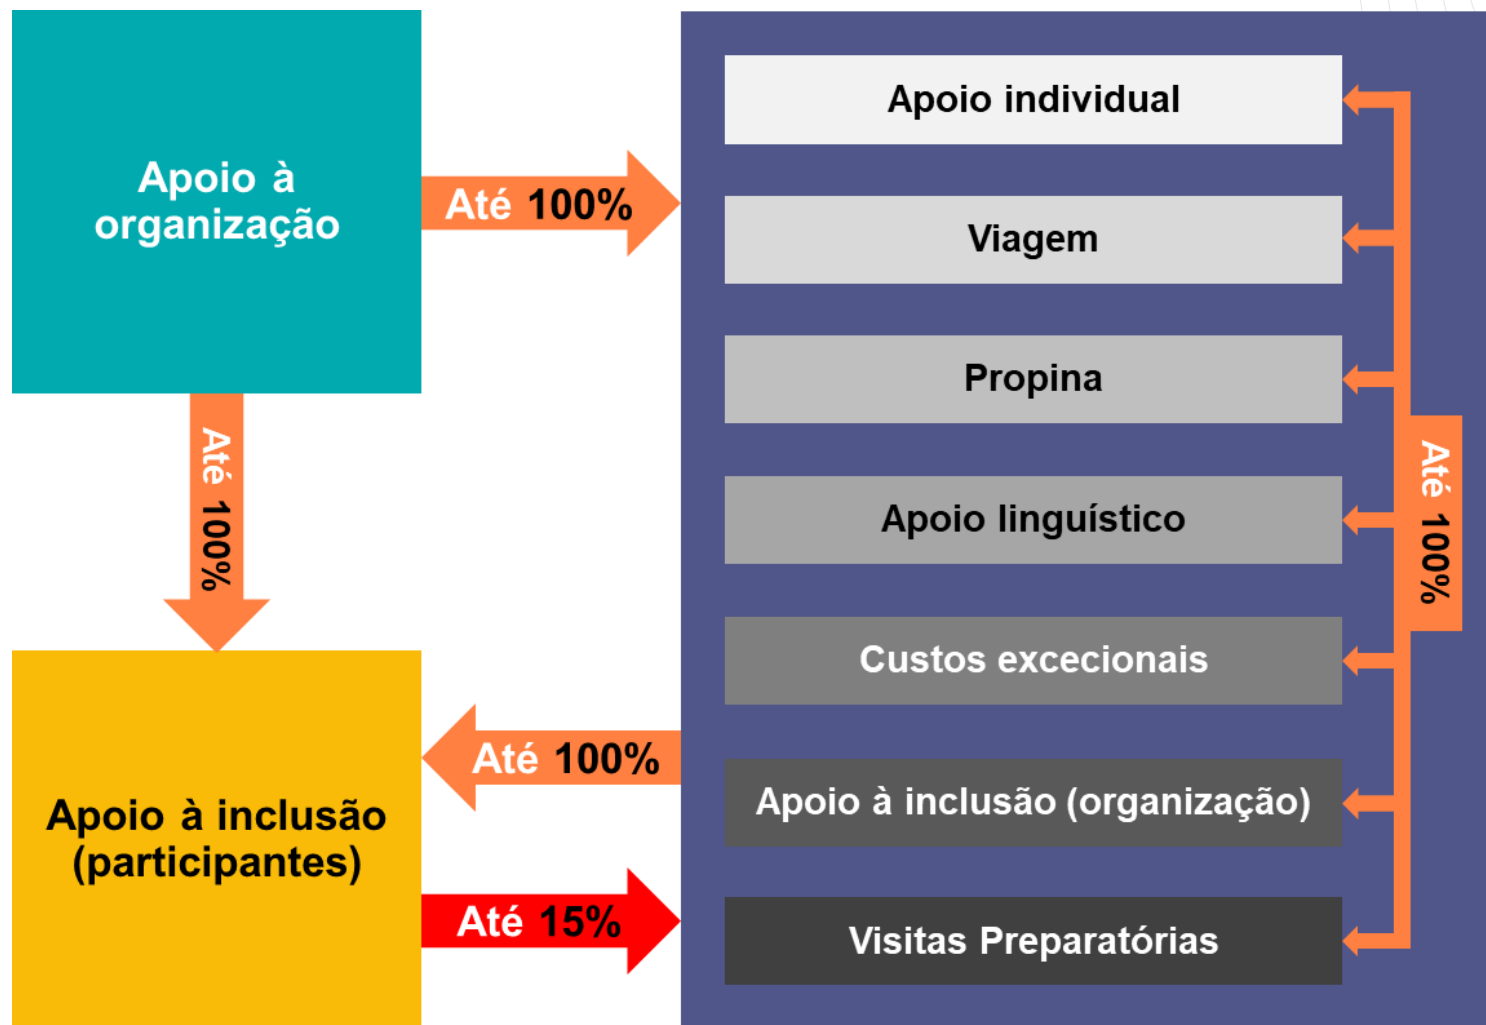 Apoio à
organização
Até 100%
Até 100%
Apoio à inclusão
(participantes)
Até 100%
Até 15%
Apoio individual
Viagem
Propina
Apoio linguístico
Custos excecionais
Apoio à inclusão (organização)
Visitas Preparatórias
Até 100%